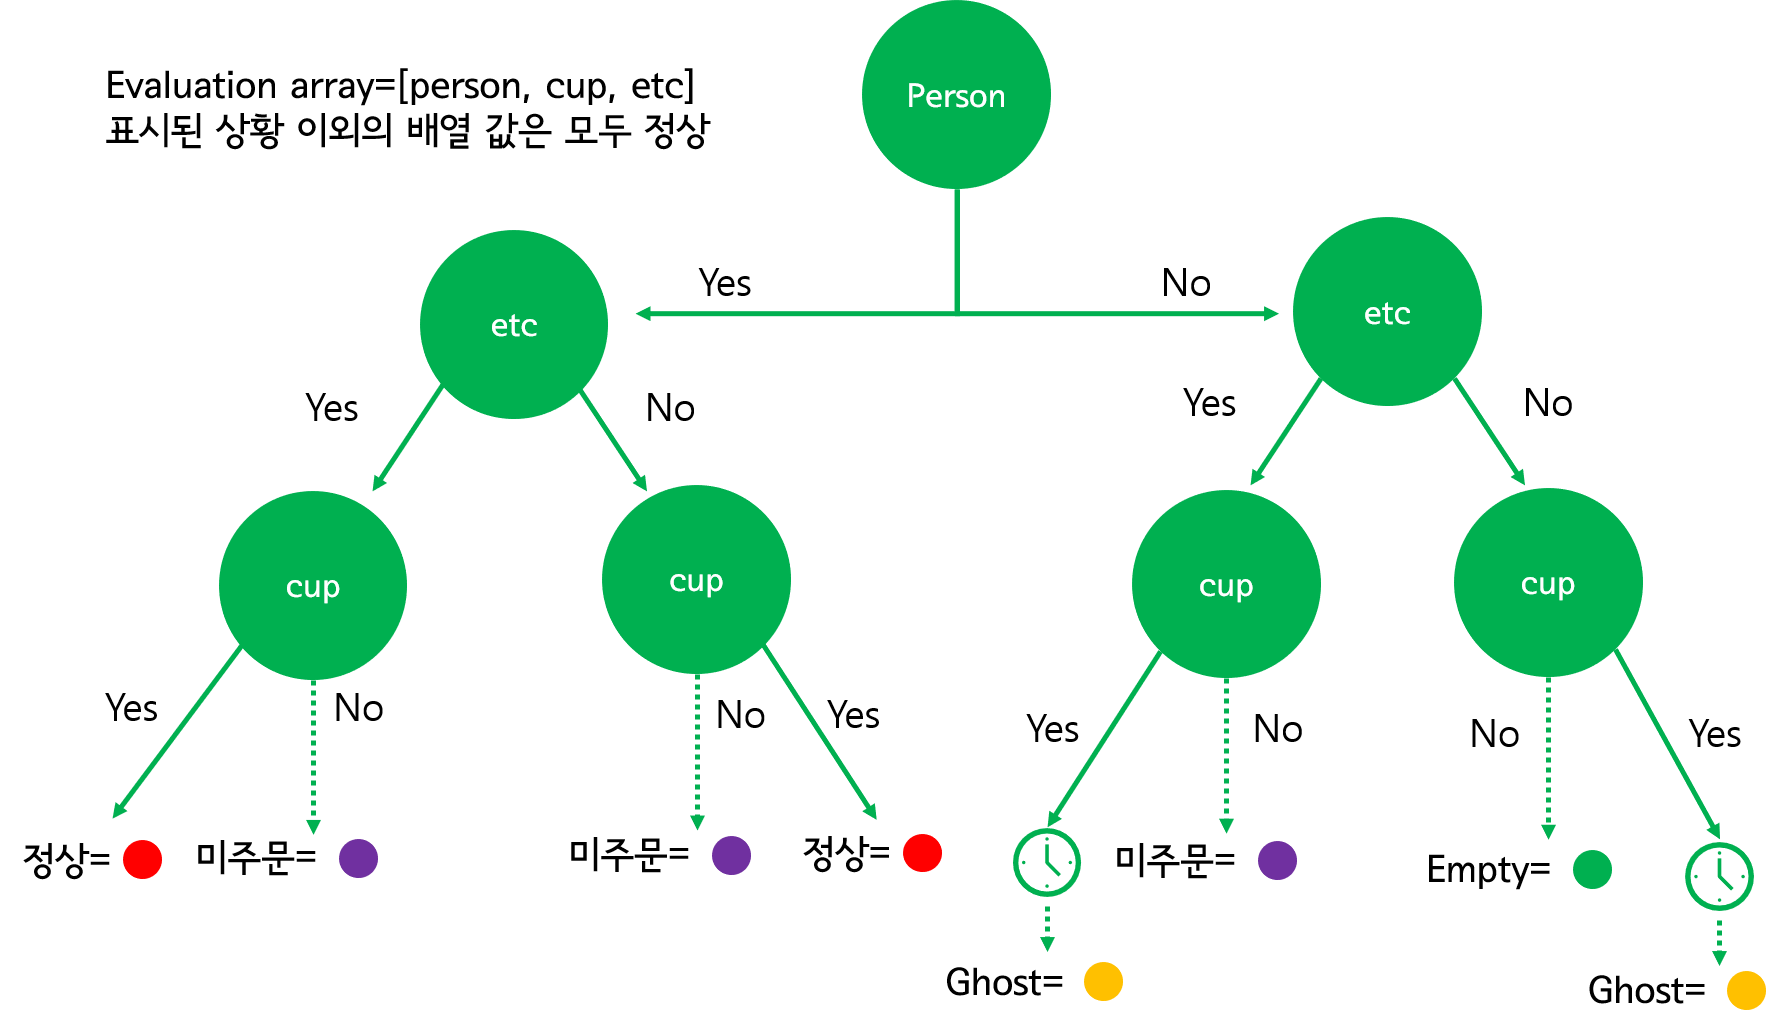 Evaluation array=[person, cup, etc]
표시된 상황 이외의 배열 값은 모두 정상
Person
Yes
No
etc
etc
Yes
No
Yes
No
cup
cup
cup
cup
Yes
No
No
Yes
Yes
No
No
Yes
정상=
미주문=
미주문=
정상=
미주문=
Empty=
Ghost=
Ghost=